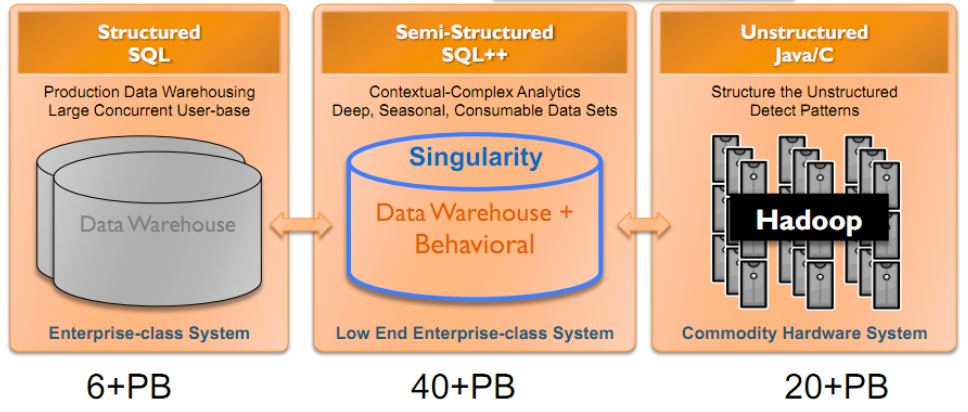 Structured
SQL
Production Data Warehousing
Large Concurrent User-base
Data Warehouse
Enterprise-class System
6+PB
Semi-Structured
SQL++
Contextual-Complex Analytics
Deep, Seasonal, Consumable Data Sets
Singularity
Data Warehouse +
Behavioral
Low End Enterprise-class System
40+PB
Unstructured
Java/C
Structure the Unstructured
Detect Patterns
Hadoop
Commodity Hardware System
20+PB